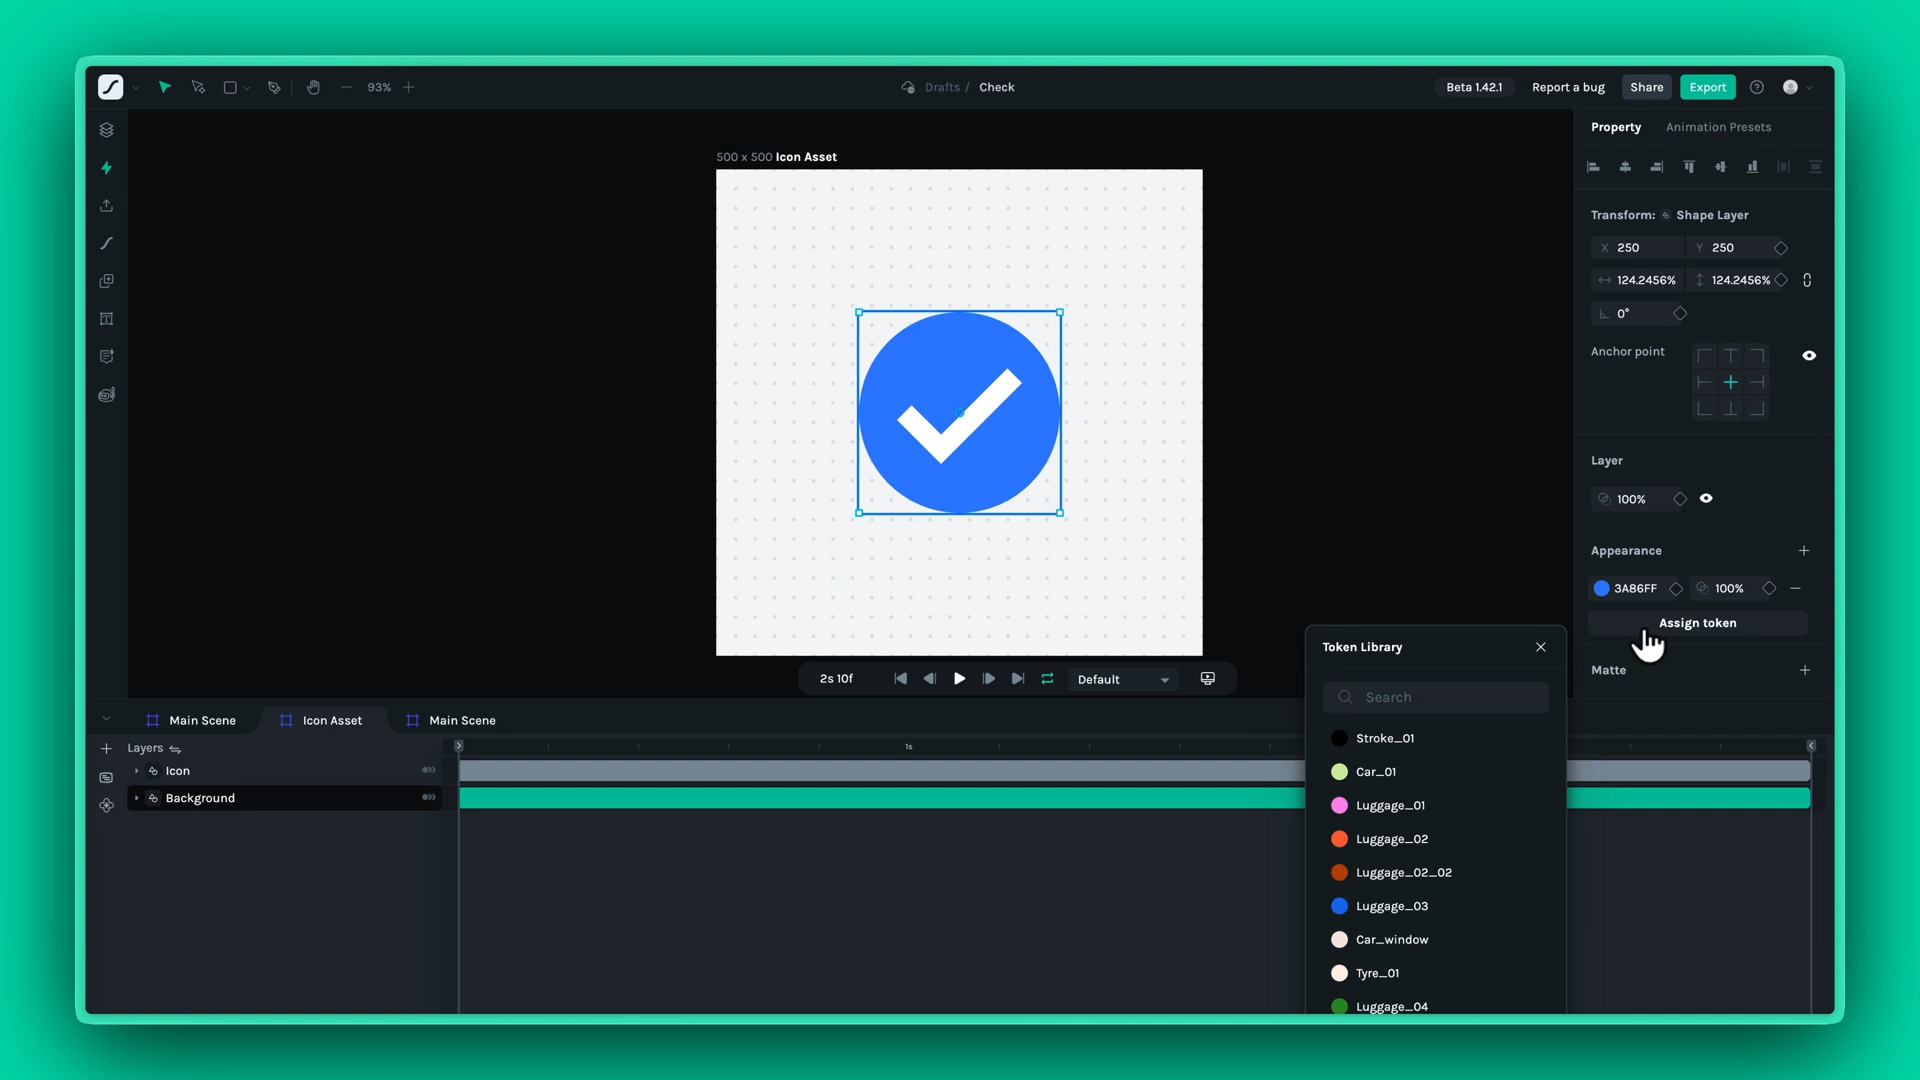 93%
Drafts / Check
Beta 1.42.1
Report a bug
Share
Export
Property
Animation Presets
500 x 500 Icon Asset
Transform: Shape Layer
X 250
Y 250
124.2456%
124.2456%
0°
Anchor point
Layer
100%
Appearance
3A86FF
100%
Assign token
Matte
Token Library
Search
Stroke_01
Car_01
Luggage_01
Luggage_02
Luggage_02_02
Luggage_03
Car_window
Tyre_01
Luggage_04
2s 10f
Default
Main Scene
Icon Asset
Main Scene
Layers
1s
Icon
Background